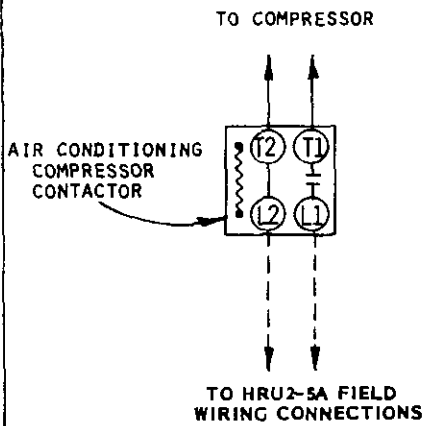 TO COMPRESSOR
AIR CONDITIONING
COMPRESSOR
CONTACTOR
T2 T1
L2 L1
TO HRU2-5A FIELD
WIRING CONNECTIONS